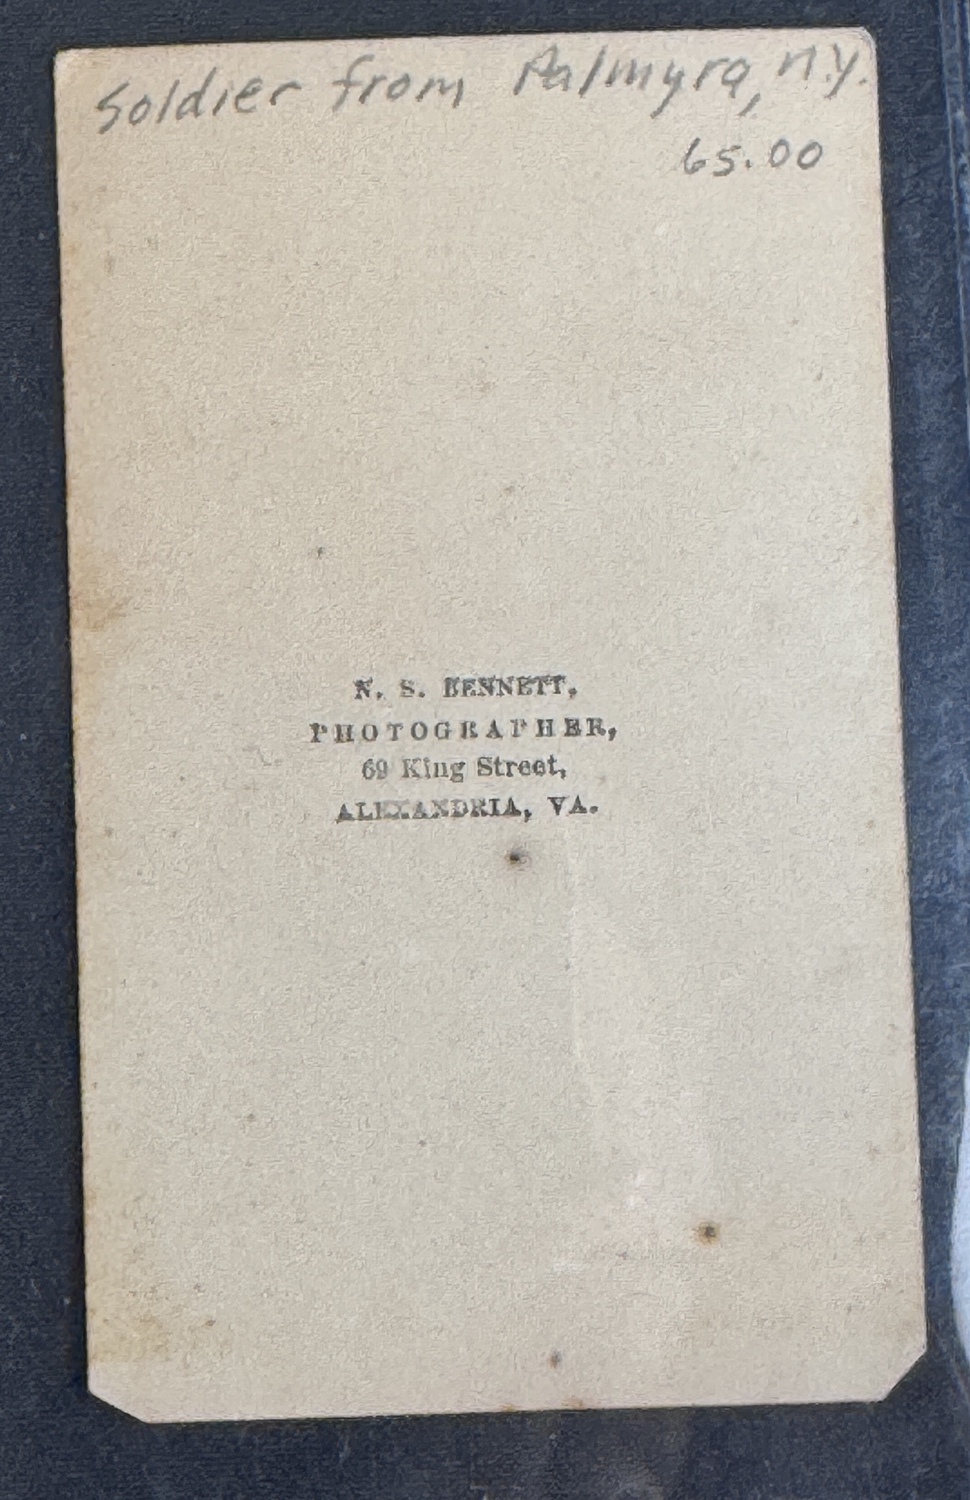 Soldier from Palmyra, N.Y.
65.00
N. S. BENNETT,
PHOTOGRAPHER,
69 King Street,
ALEXANDRIA, VA.